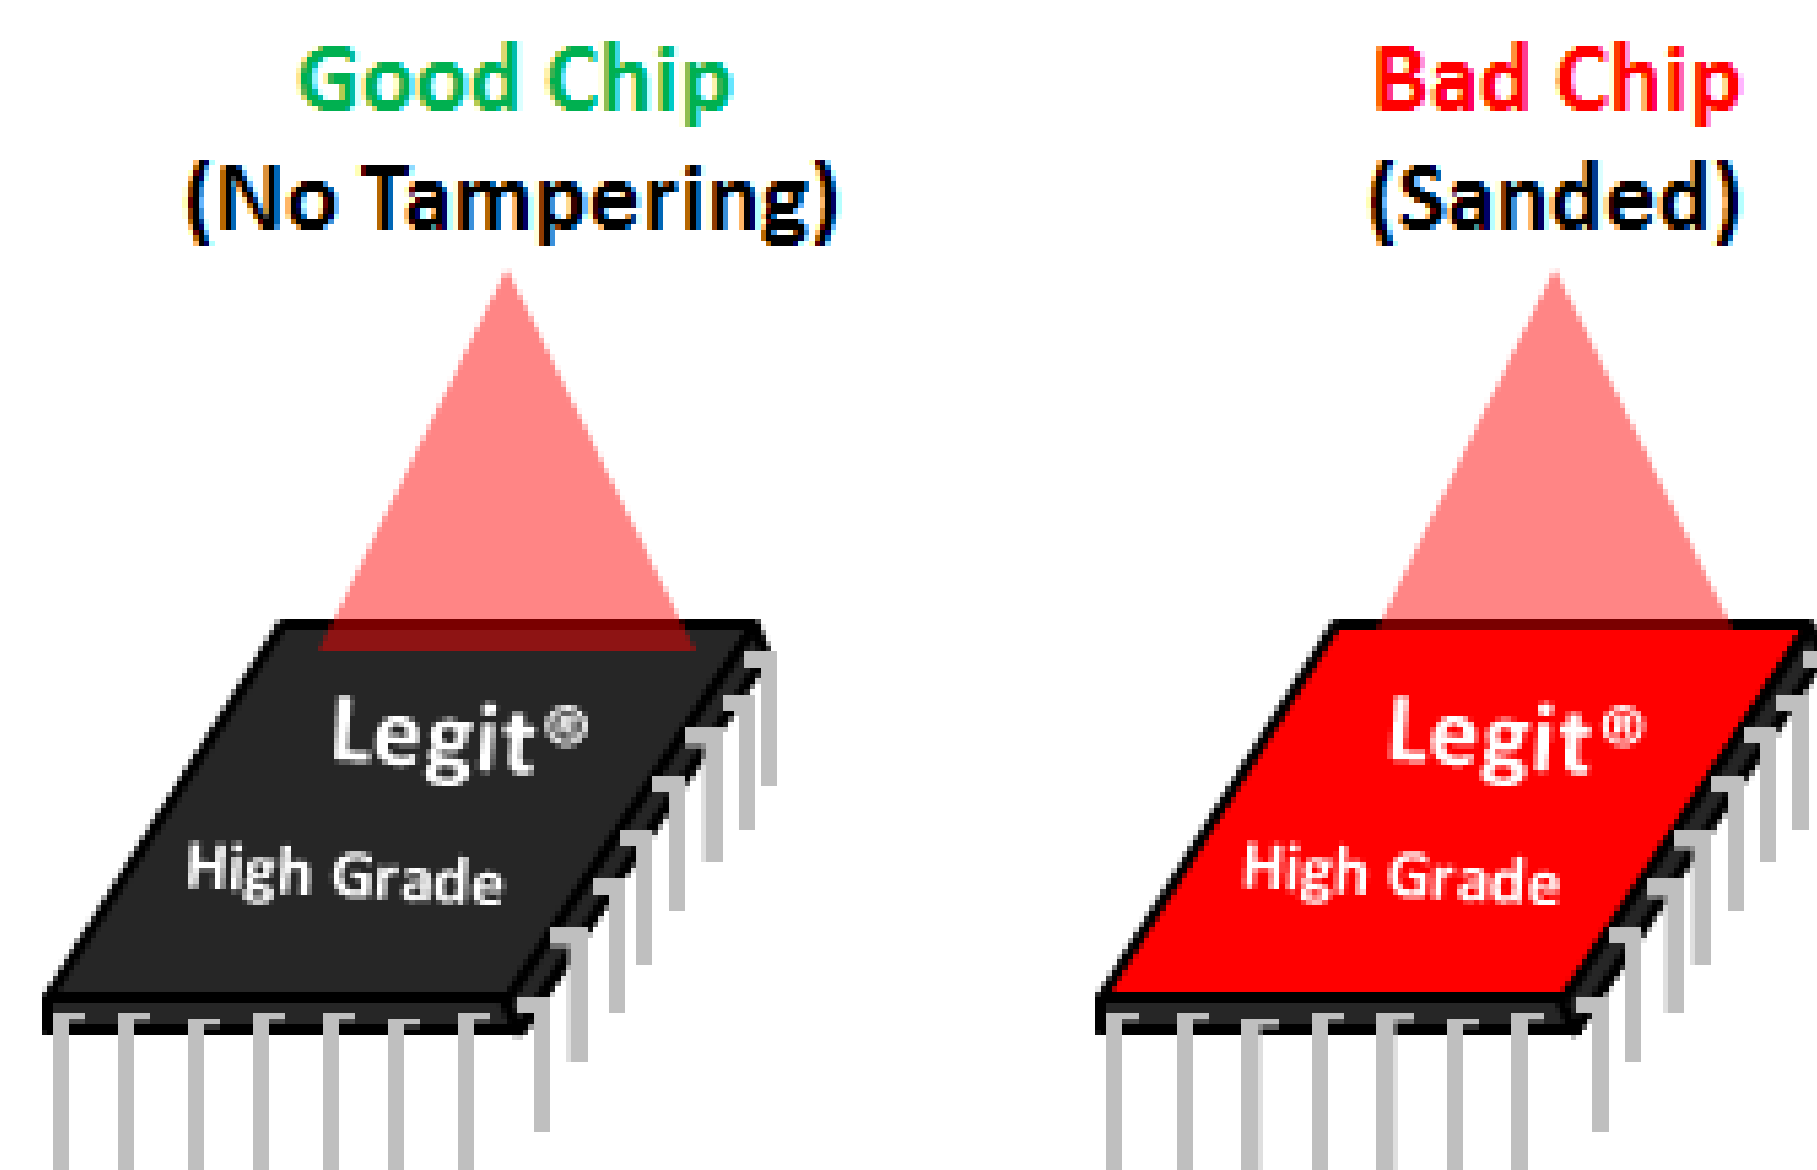 Good Chip
(No Tampering)
Legit®
High Grade
Bad Chip
(Sanded)
Legit®
High Grade